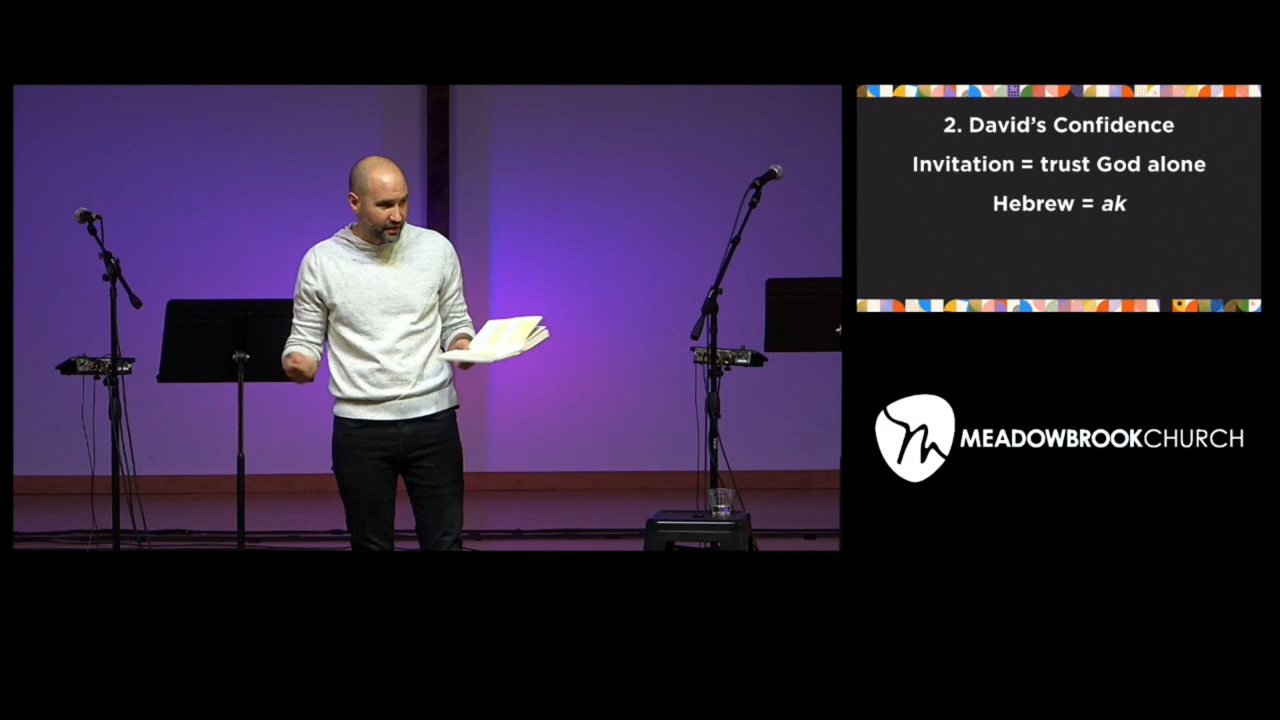 2. David’s Confidence
Invitation = trust God alone
Hebrew = ak
MEADOWBROOKCHURCH